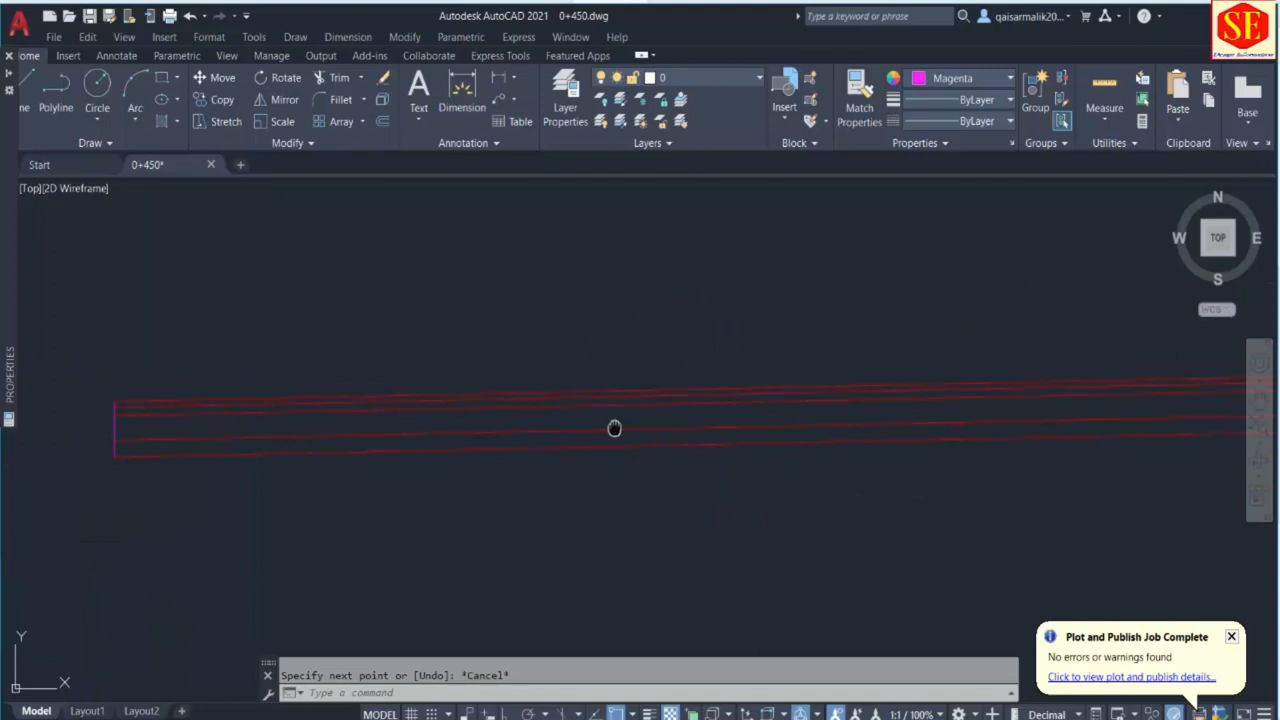 Autodesk AutoCAD 2021 0+450.dwg
Type a keyword or phrase
qaisarmalik20...
SE
File Edit View Insert Format Tools Draw Dimension Modify Parametric Express Window Help
ome Insert Annotate Parametric View Manage Output Add-ins Collaborate Express Tools Featured Apps
ne Polyline Circle Arc
Move Rotate Trim
Copy Mirror Fillet
Stretch Scale Array
Text Dimension Table
Layer Properties
0
Insert
Match Properties
Magenta
ByLayer
ByLayer
Group
Measure
Paste
Base
Draw Modify Annotation Layers Block Properties Groups Utilities Clipboard View
Start 0+450*
[Top][2D Wireframe]
N
W TOP E
S
WCS
PROPERTIES
Plot and Publish Job Complete
No errors or warnings found
Click to view plot and publish details...
Y
X
Specify next point or [Undo]: *Cancel*
Type a command
Model Layout1 Layout2 +
MODEL 1:1 / 100% Decimal